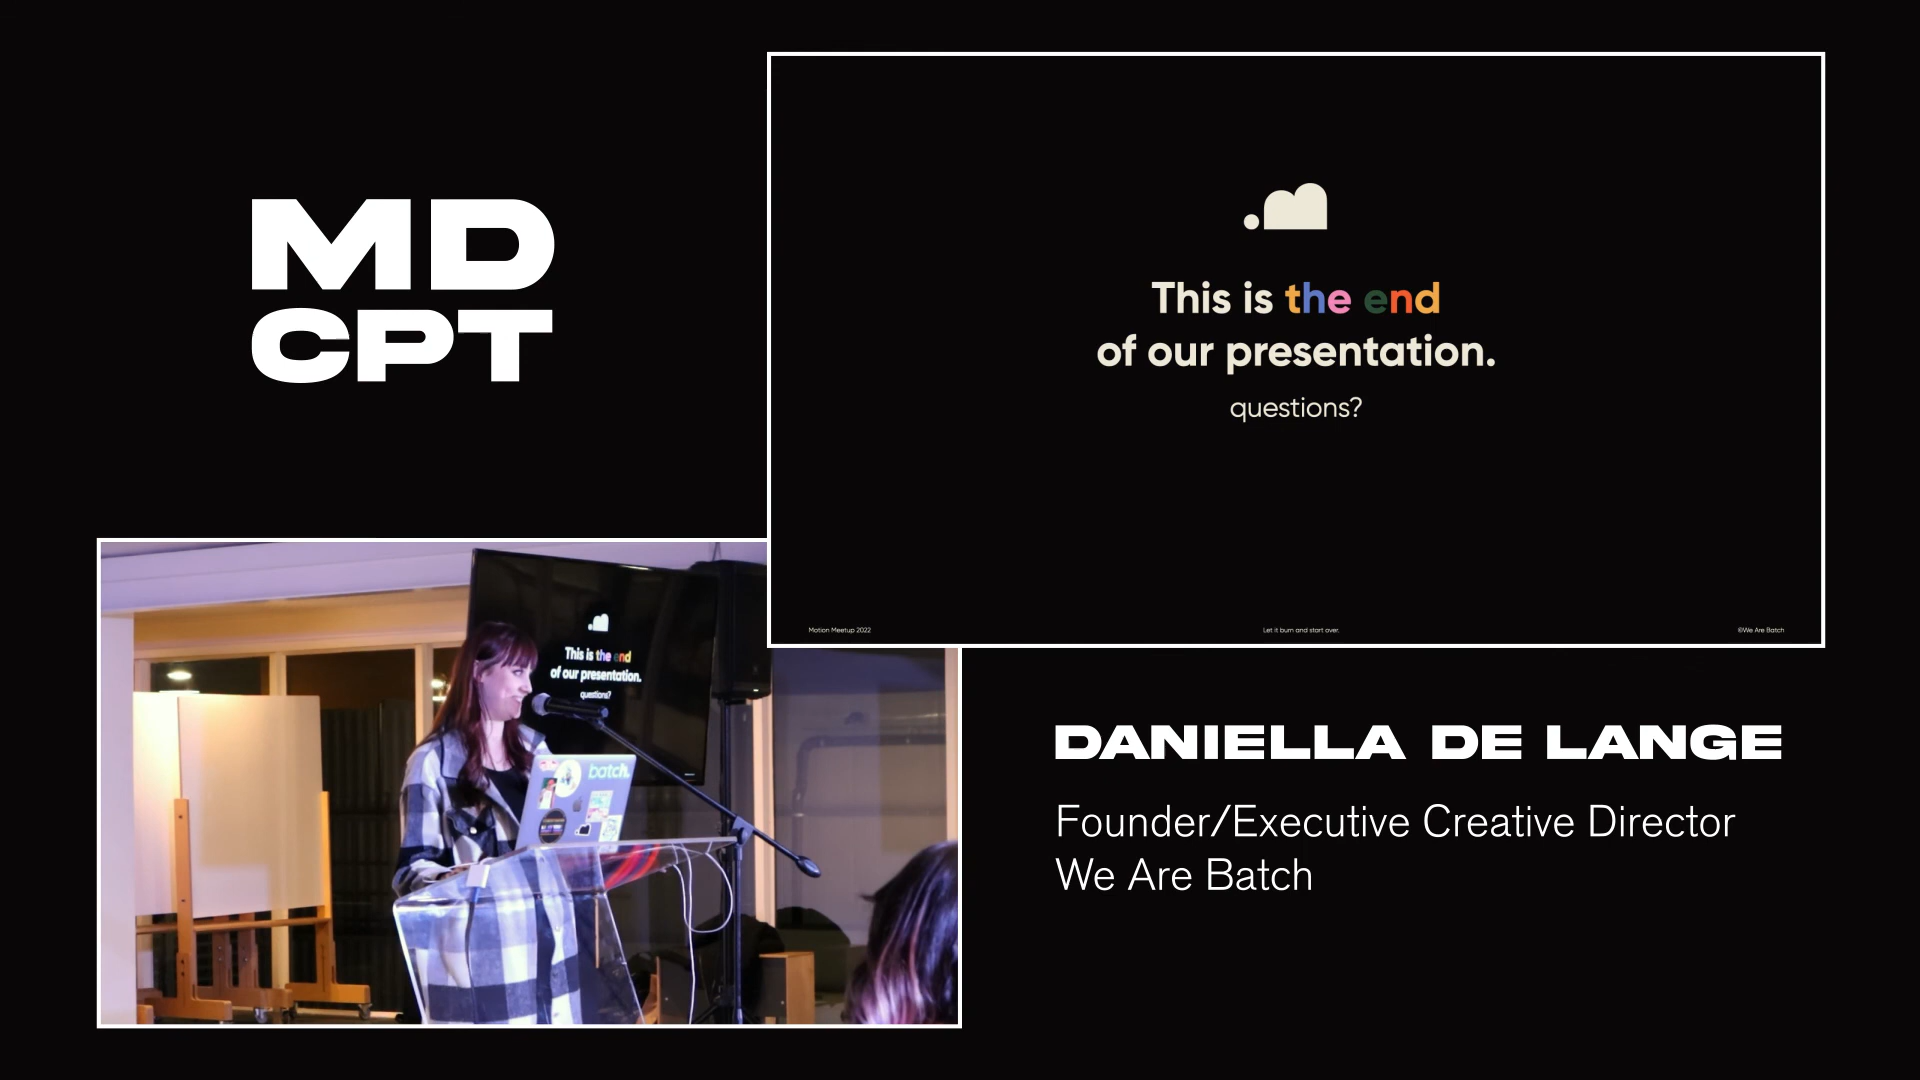 MD
CPT
This is the end
of our presentation.
questions?
Motion Meetup 2022
Let it burn and start over.
©We Are Batch
This is the end
of our presentation.
questions?
batch.
DANIELLA DE LANGE
Founder/Executive Creative Director
We Are Batch